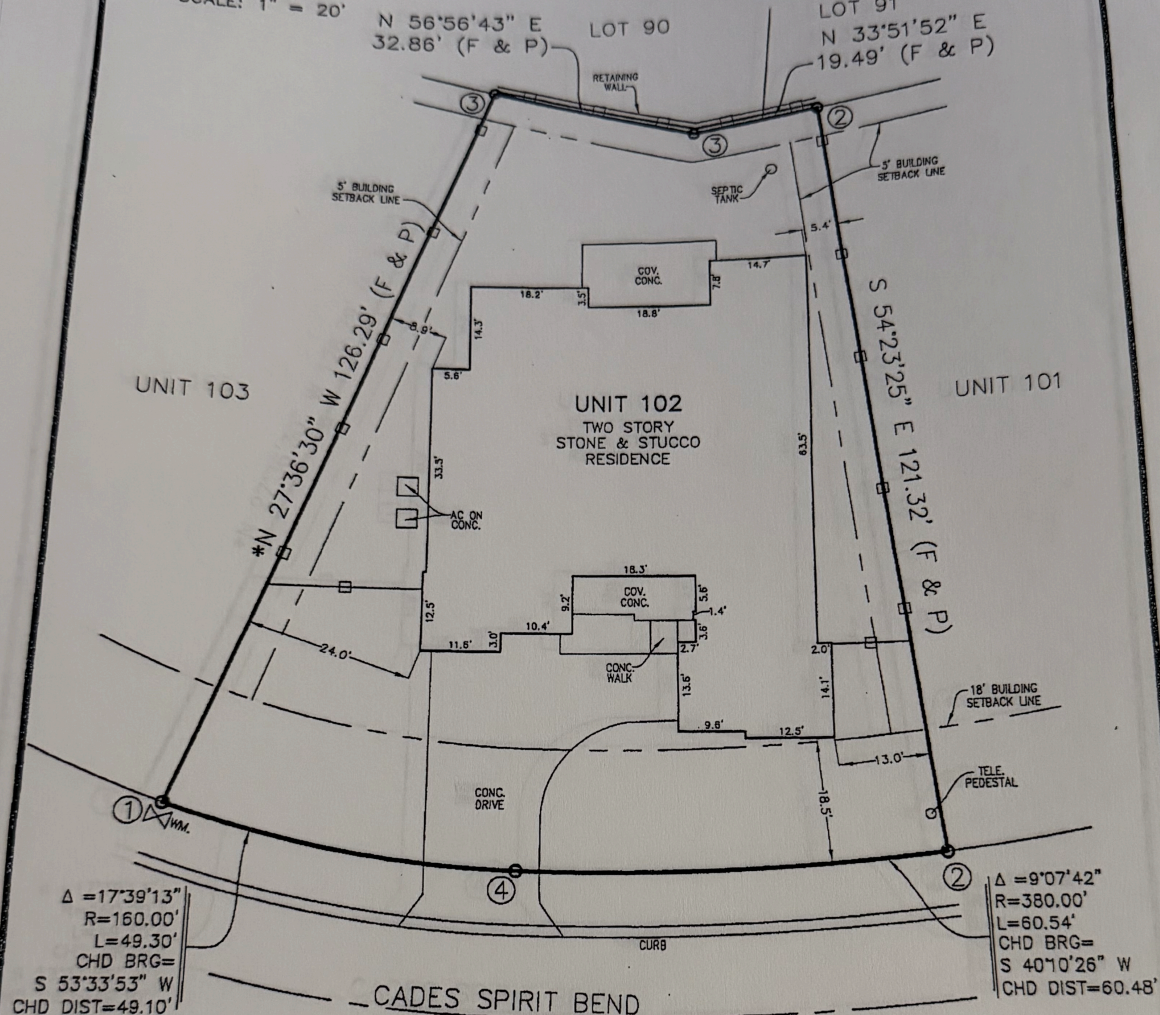 SCALE: 1" = 20'
N 56°56'43" E
32.86' (F & P)
LOT 90
LOT 91
N 33°51'52" E
19.49' (F & P)
RETAINING
WALL
3
3
2
5' BUILDING
SETBACK LINE
SEPTIC
TANK
5' BUILDING
SETBACK LINE
5.4'
COV.
CONC.
14.7'
7.8'
18.2'
3.5'
18.6'
14.3'
8.9'
5.6'
UNIT 103
*N 27°36'30" W 126.29' (F & P)
UNIT 102
TWO STORY
STONE & STUCCO
RESIDENCE
UNIT 101
S 54°23'25" E 121.32' (F & P)
33.5'
63.5'
AC ON
CONC.
18.3'
COV.
CONC.
9.2'
5.6'
1.4'
3.6'
12.5'
10.4'
3.0'
11.5'
24.0'
2.7'
2.0'
CONC.
WALK
13.6'
14.1'
9.6'
12.5'
18' BUILDING
SETBACK LINE
13.0'
TELE.
PEDESTAL
CONC.
DRIVE
18.5'
1
WM.
4
2
Δ =17°39'13"
R=160.00'
L=49.30'
CHD BRG=
S 53°33'53" W
CHD DIST=49.10'
Δ =9°07'42"
R=380.00'
L=60.54'
CHD BRG=
S 40°10'26" W
CHD DIST=60.48'
CURB
CADES SPIRIT BEND